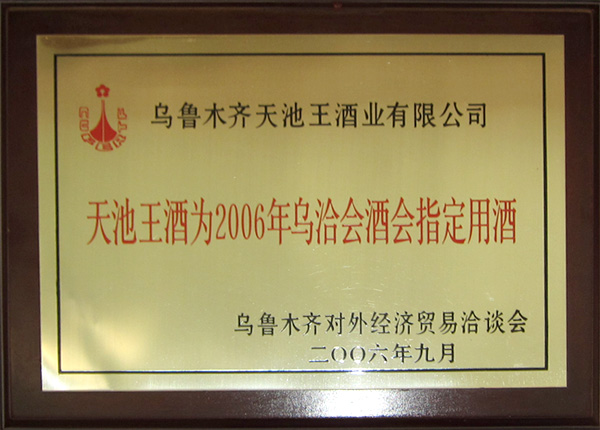 乌鲁木齐天池王酒业有限公司
天池王酒为2006年乌洽会酒会指定用酒
乌鲁木齐对外经济贸易洽谈会
二〇〇六年九月